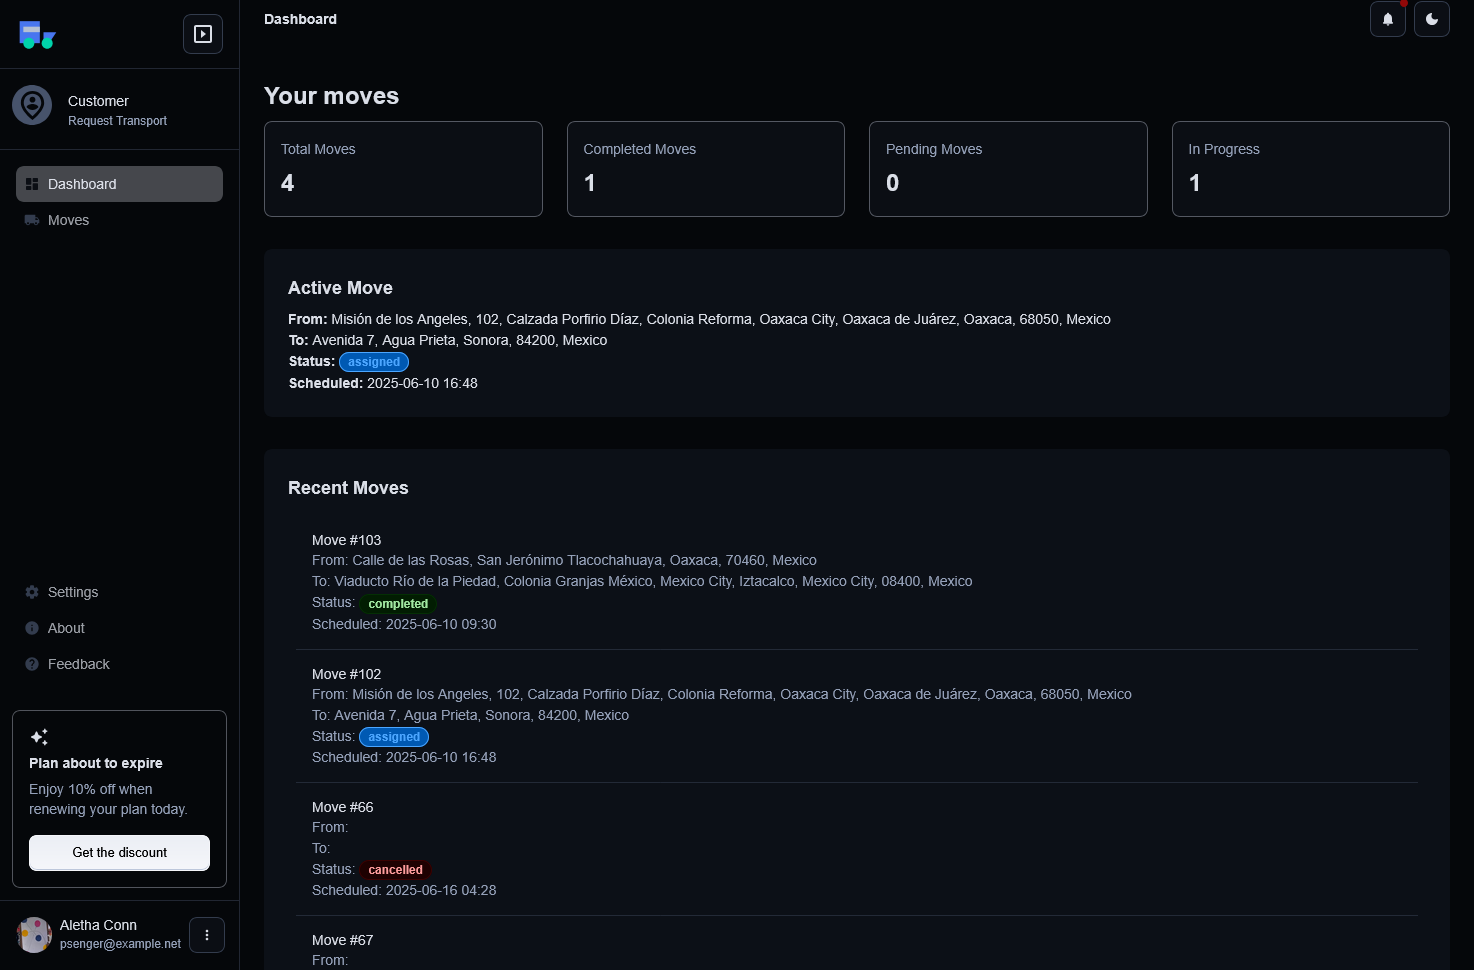 Dashboard
Customer
Request Transport
Dashboard
Moves
Settings
About
Feedback
Plan about to expire
Enjoy 10% off when
renewing your plan today.
Get the discount
Aletha Conn
psenger@example.net
Your moves
Total Moves
4
Completed Moves
1
Pending Moves
0
In Progress
1
Active Move
From: Misión de los Angeles, 102, Calzada Porfirio Díaz, Colonia Reforma, Oaxaca City, Oaxaca de Juárez, Oaxaca, 68050, Mexico
To: Avenida 7, Agua Prieta, Sonora, 84200, Mexico
Status: assigned
Scheduled: 2025-06-10 16:48
Recent Moves
Move #103
From: Calle de las Rosas, San Jerónimo Tlacochahuaya, Oaxaca, 70460, Mexico
To: Viaducto Río de la Piedad, Colonia Granjas México, Mexico City, Iztacalco, Mexico City, 08400, Mexico
Status: completed
Scheduled: 2025-06-10 09:30
Move #102
From: Misión de los Angeles, 102, Calzada Porfirio Díaz, Colonia Reforma, Oaxaca City, Oaxaca de Juárez, Oaxaca, 68050, Mexico
To: Avenida 7, Agua Prieta, Sonora, 84200, Mexico
Status: assigned
Scheduled: 2025-06-10 16:48
Move #66
From:
To:
Status: cancelled
Scheduled: 2025-06-16 04:28
Move #67
From: